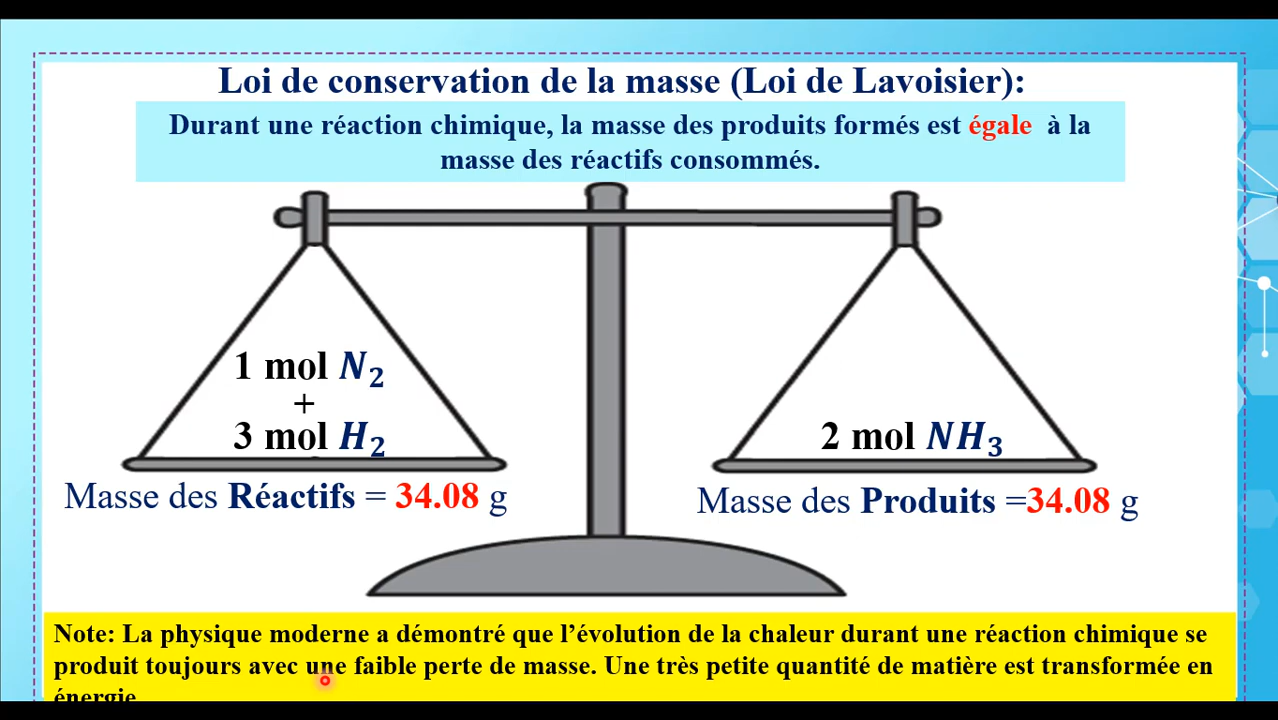 Loi de conservation de la masse (Loi de Lavoisier):
Durant une réaction chimique, la masse des produits formés est égale à la
masse des réactifs consommés.
1 mol N₂
+
3 mol H₂
2 mol NH₃
Masse des Réactifs = 34.08 g
Masse des Produits =34.08 g
Note: La physique moderne a démontré que l’évolution de la chaleur durant une réaction chimique se
produit toujours avec une faible perte de masse. Une très petite quantité de matière est transformée en
énergie.